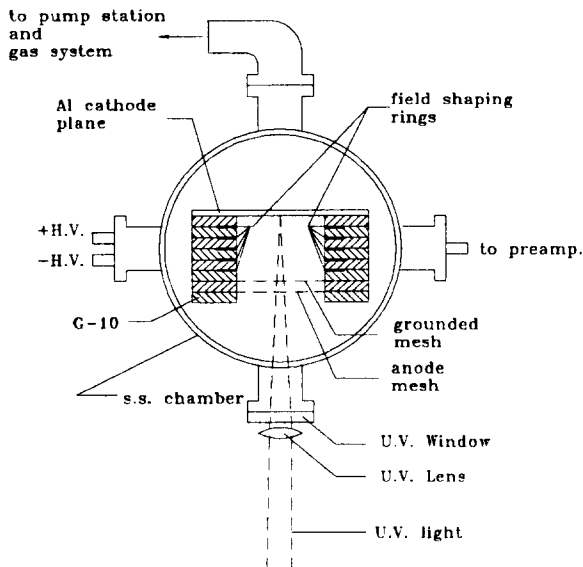 to pump station
and
gas system
Al cathode
plane
field shaping
rings
+H.V.
-H.V.
to preamp.
G-10
grounded
mesh
anode
mesh
s.s. chamber
U.V. Window
U.V. Lens
U.V. light